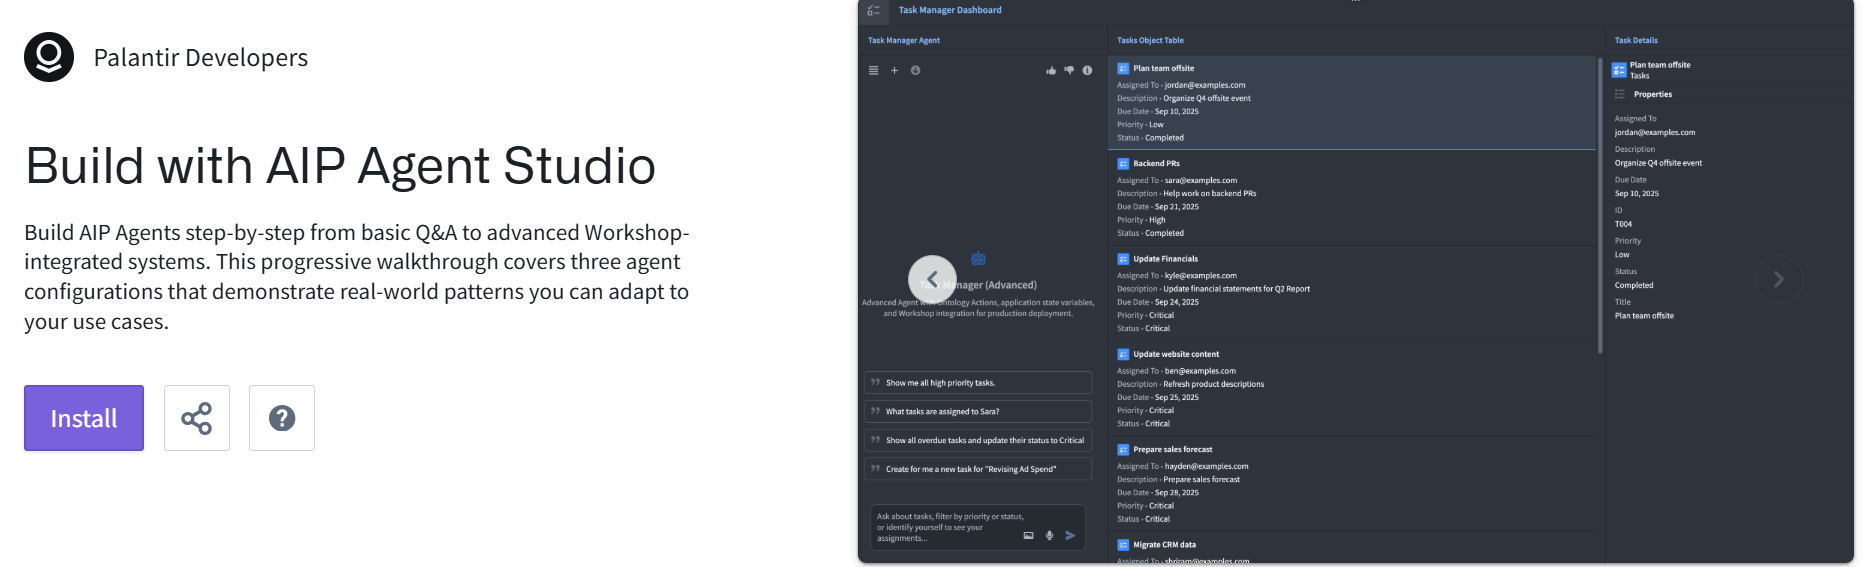 Palantir Developers
Build with AIP Agent Studio
Build AIP Agents step-by-step from basic Q&A to advanced Workshop-
integrated systems. This progressive walkthrough covers three agent
configurations that demonstrate real-world patterns you can adapt to
your use cases.
Install
Task Manager Dashboard
Task Manager Agent
Task Manager (Advanced)
Advanced Agent with Ontology Actions, application state variables,
and Workshop integration for production deployment.
Show me all high priority tasks.
What tasks are assigned to Sara?
Show all overdue tasks and update their status to Critical
Create for me a new task for "Revising Ad Spend"
Ask about tasks, filter by priority or status,
or identify yourself to see your
assignments...
Tasks Object Table
Plan team offsite
Assigned To • jordan@examples.com
Description • Organize Q4 offsite event
Due Date • Sep 10, 2025
Priority • Low
Status • Completed
Backend PRs
Assigned To • sara@examples.com
Description • Help work on backend PRs
Due Date • Sep 21, 2025
Priority • High
Status • Completed
Update Financials
Assigned To • kyle@examples.com
Description • Update financial statements for Q2 Report
Due Date • Sep 24, 2025
Priority • Critical
Status • Critical
Update website content
Assigned To • ben@examples.com
Description • Refresh product descriptions
Due Date • Sep 25, 2025
Priority • Critical
Status • Critical
Prepare sales forecast
Assigned To • hayden@examples.com
Description • Prepare sales forecast
Due Date • Sep 28, 2025
Priority • Critical
Status • Critical
Migrate CRM data
Assigned To • shriram@examples.com
Task Details
Plan team offsite
Tasks
Properties
Assigned To
jordan@examples.com
Description
Organize Q4 offsite event
Due Date
Sep 10, 2025
ID
T004
Priority
Low
Status
Completed
Title
Plan team offsite